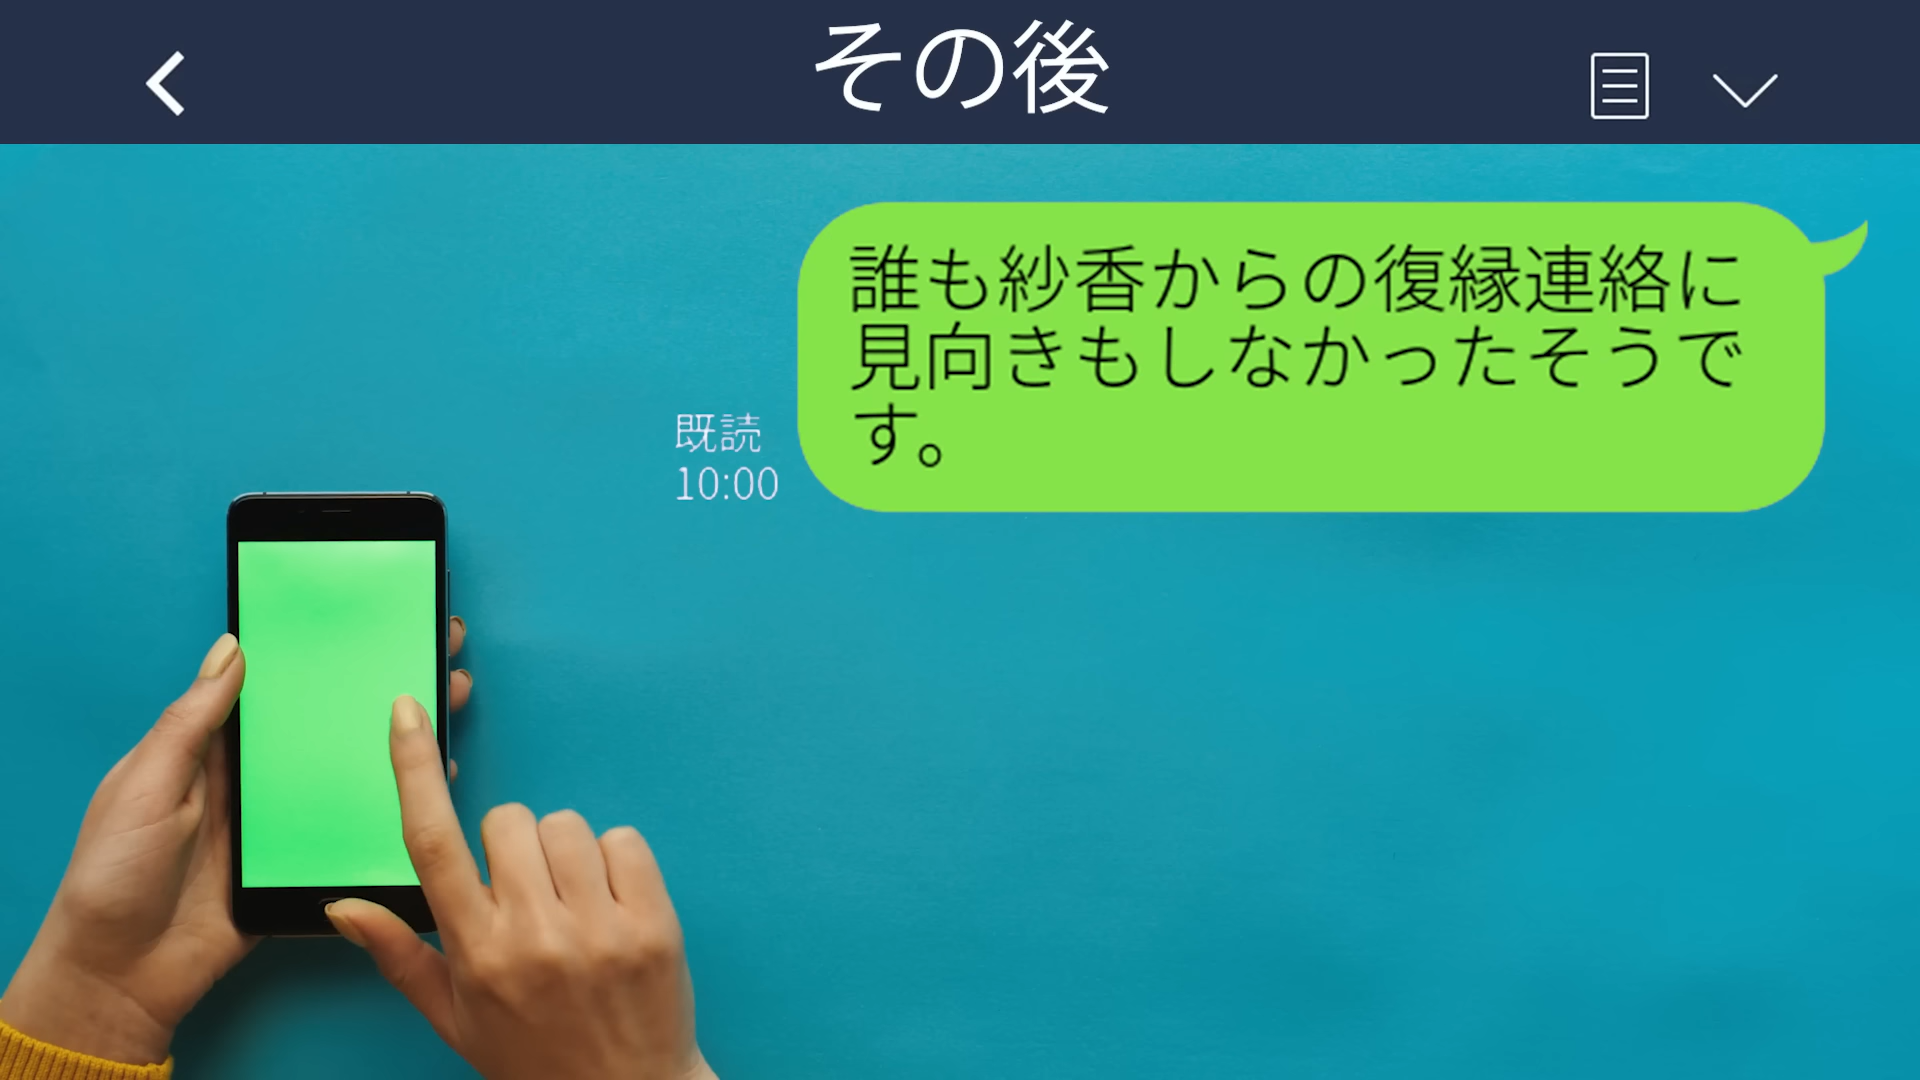 その後
誰も紗香からの復縁連絡に
見向きもしなかったそうで
す。
既読
10:00